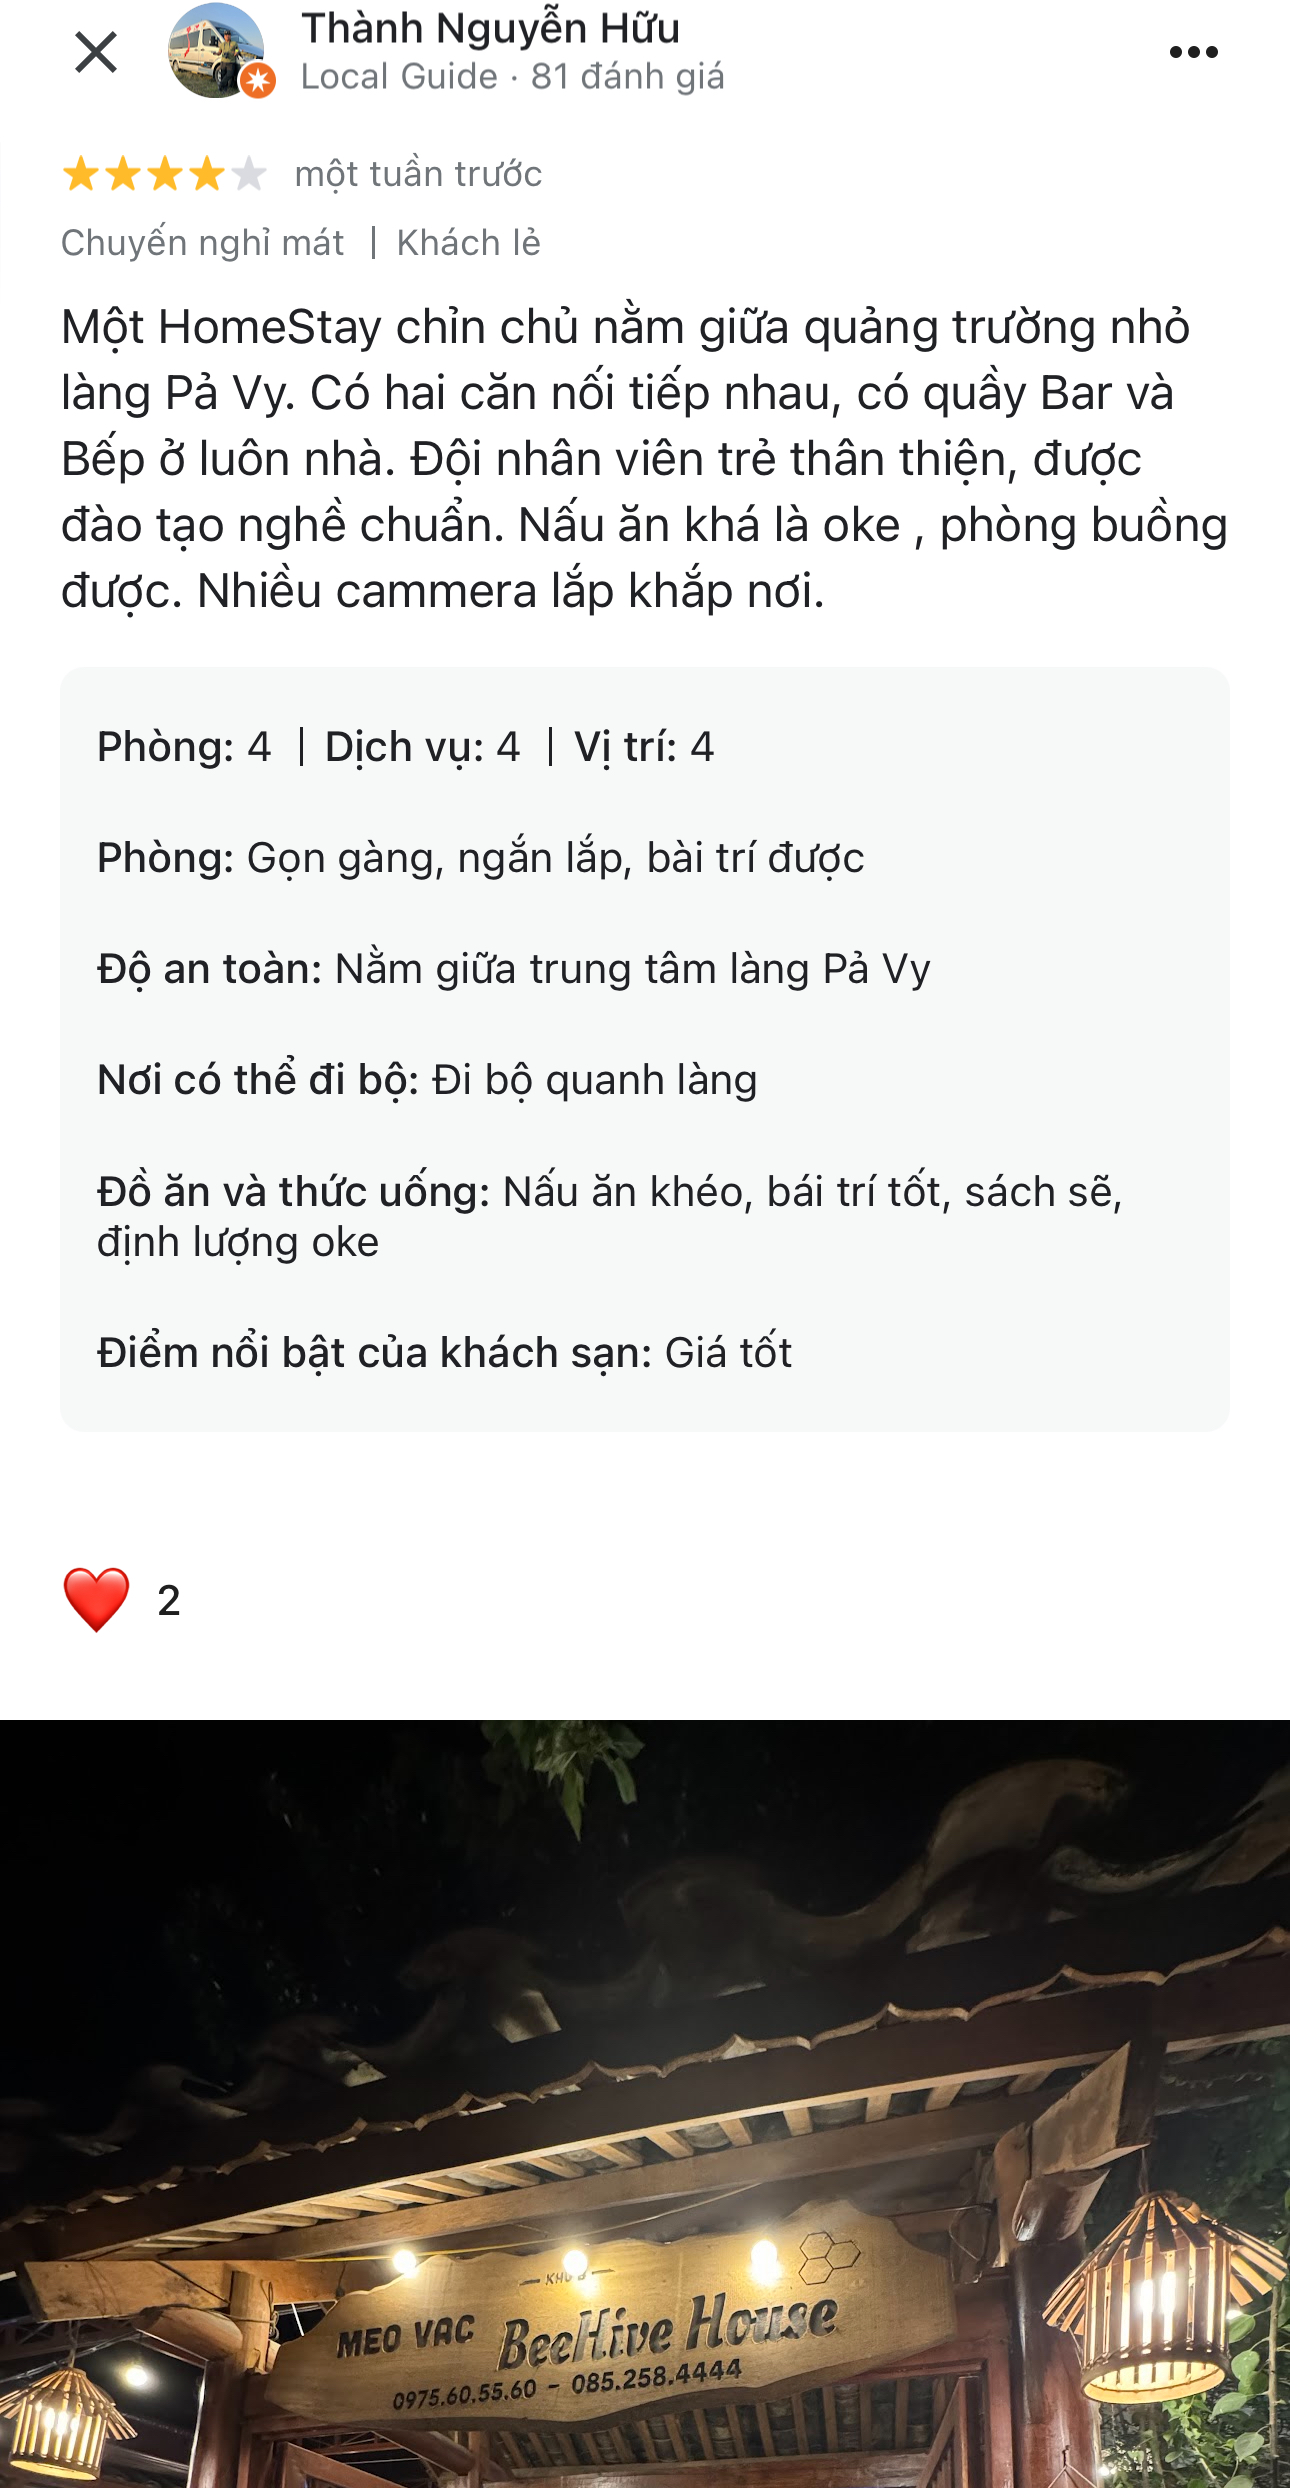 Thành Nguyễn Hữu
Local Guide · 81 đánh giá
một tuần trước
Chuyến nghỉ mát | Khách lẻ
Một HomeStay chỉn chủ nằm giữa quảng trường nhỏ
làng Pả Vy. Có hai căn nối tiếp nhau, có quầy Bar và
Bếp ở luôn nhà. Đội nhân viên trẻ thân thiện, được
đào tạo nghề chuẩn. Nấu ăn khá là oke , phòng buồng
được. Nhiều cammera lắp khắp nơi.
Phòng: 4 | Dịch vụ: 4 | Vị trí: 4
Phòng: Gọn gàng, ngắn lắp, bài trí được
Độ an toàn: Nằm giữa trung tâm làng Pả Vy
Nơi có thể đi bộ: Đi bộ quanh làng
Đồ ăn và thức uống: Nấu ăn khéo, bái trí tốt, sách sẽ,
định lượng oke
Điểm nổi bật của khách sạn: Giá tốt
2
MEO VAC BeeHive House
0975.60.55.60 - 085.258.4444